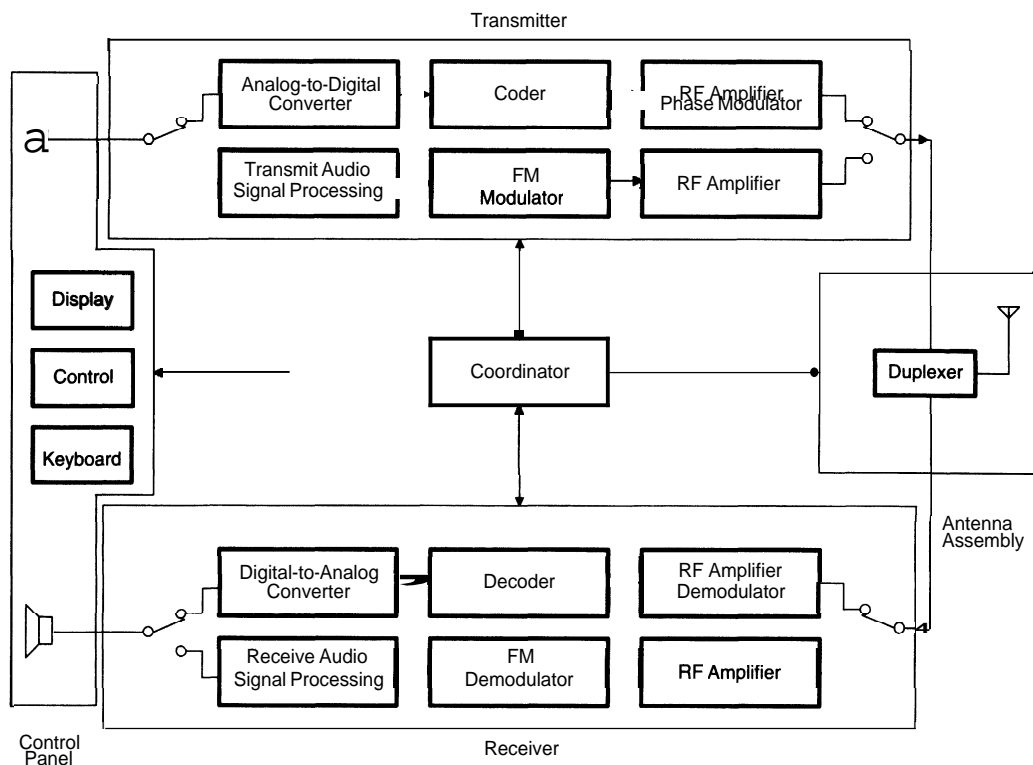 Transmitter
Analog-to-Digital
Converter
Coder
RF Amplifier
Phase Modulator
a
Transmit Audio
Signal Processing
FM
Modulator
RF Amplifier
Display
Control
Keyboard
Coordinator
Duplexer
Antenna
Assembly
Digital-to-Analog
Converter
Decoder
RF Amplifier
Demodulator
Receive Audio
Signal Processing
FM
Demodulator
RF Amplifier
Control
Panel
Receiver